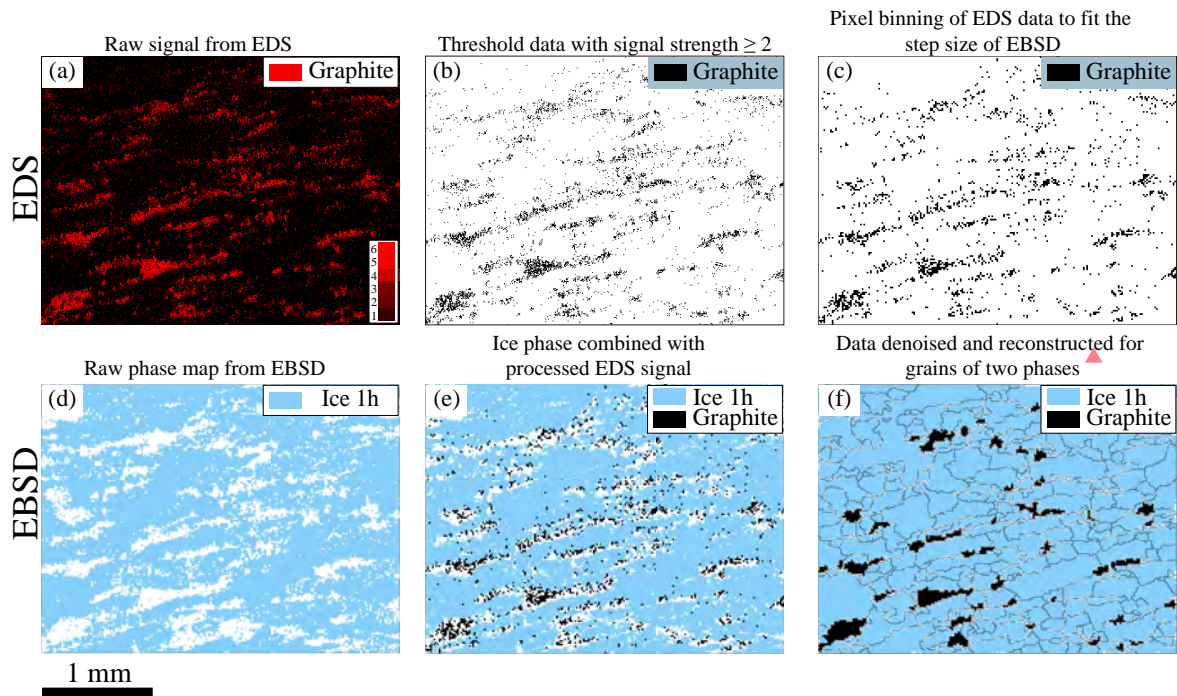 Raw signal from EDS
Threshold data with signal strength ≥ 2
Pixel binning of EDS data to fit the
step size of EBSD
(a)
Graphite
(b)
Graphite
(c)
Graphite
EDS
6
5
4
3
2
1
Raw phase map from EBSD
Ice phase combined with
processed EDS signal
Data denoised and reconstructed for
grains of two phases
(d)
Ice 1h
(e)
Ice 1h
Graphite
(f)
Ice 1h
Graphite
EBSD
1 mm